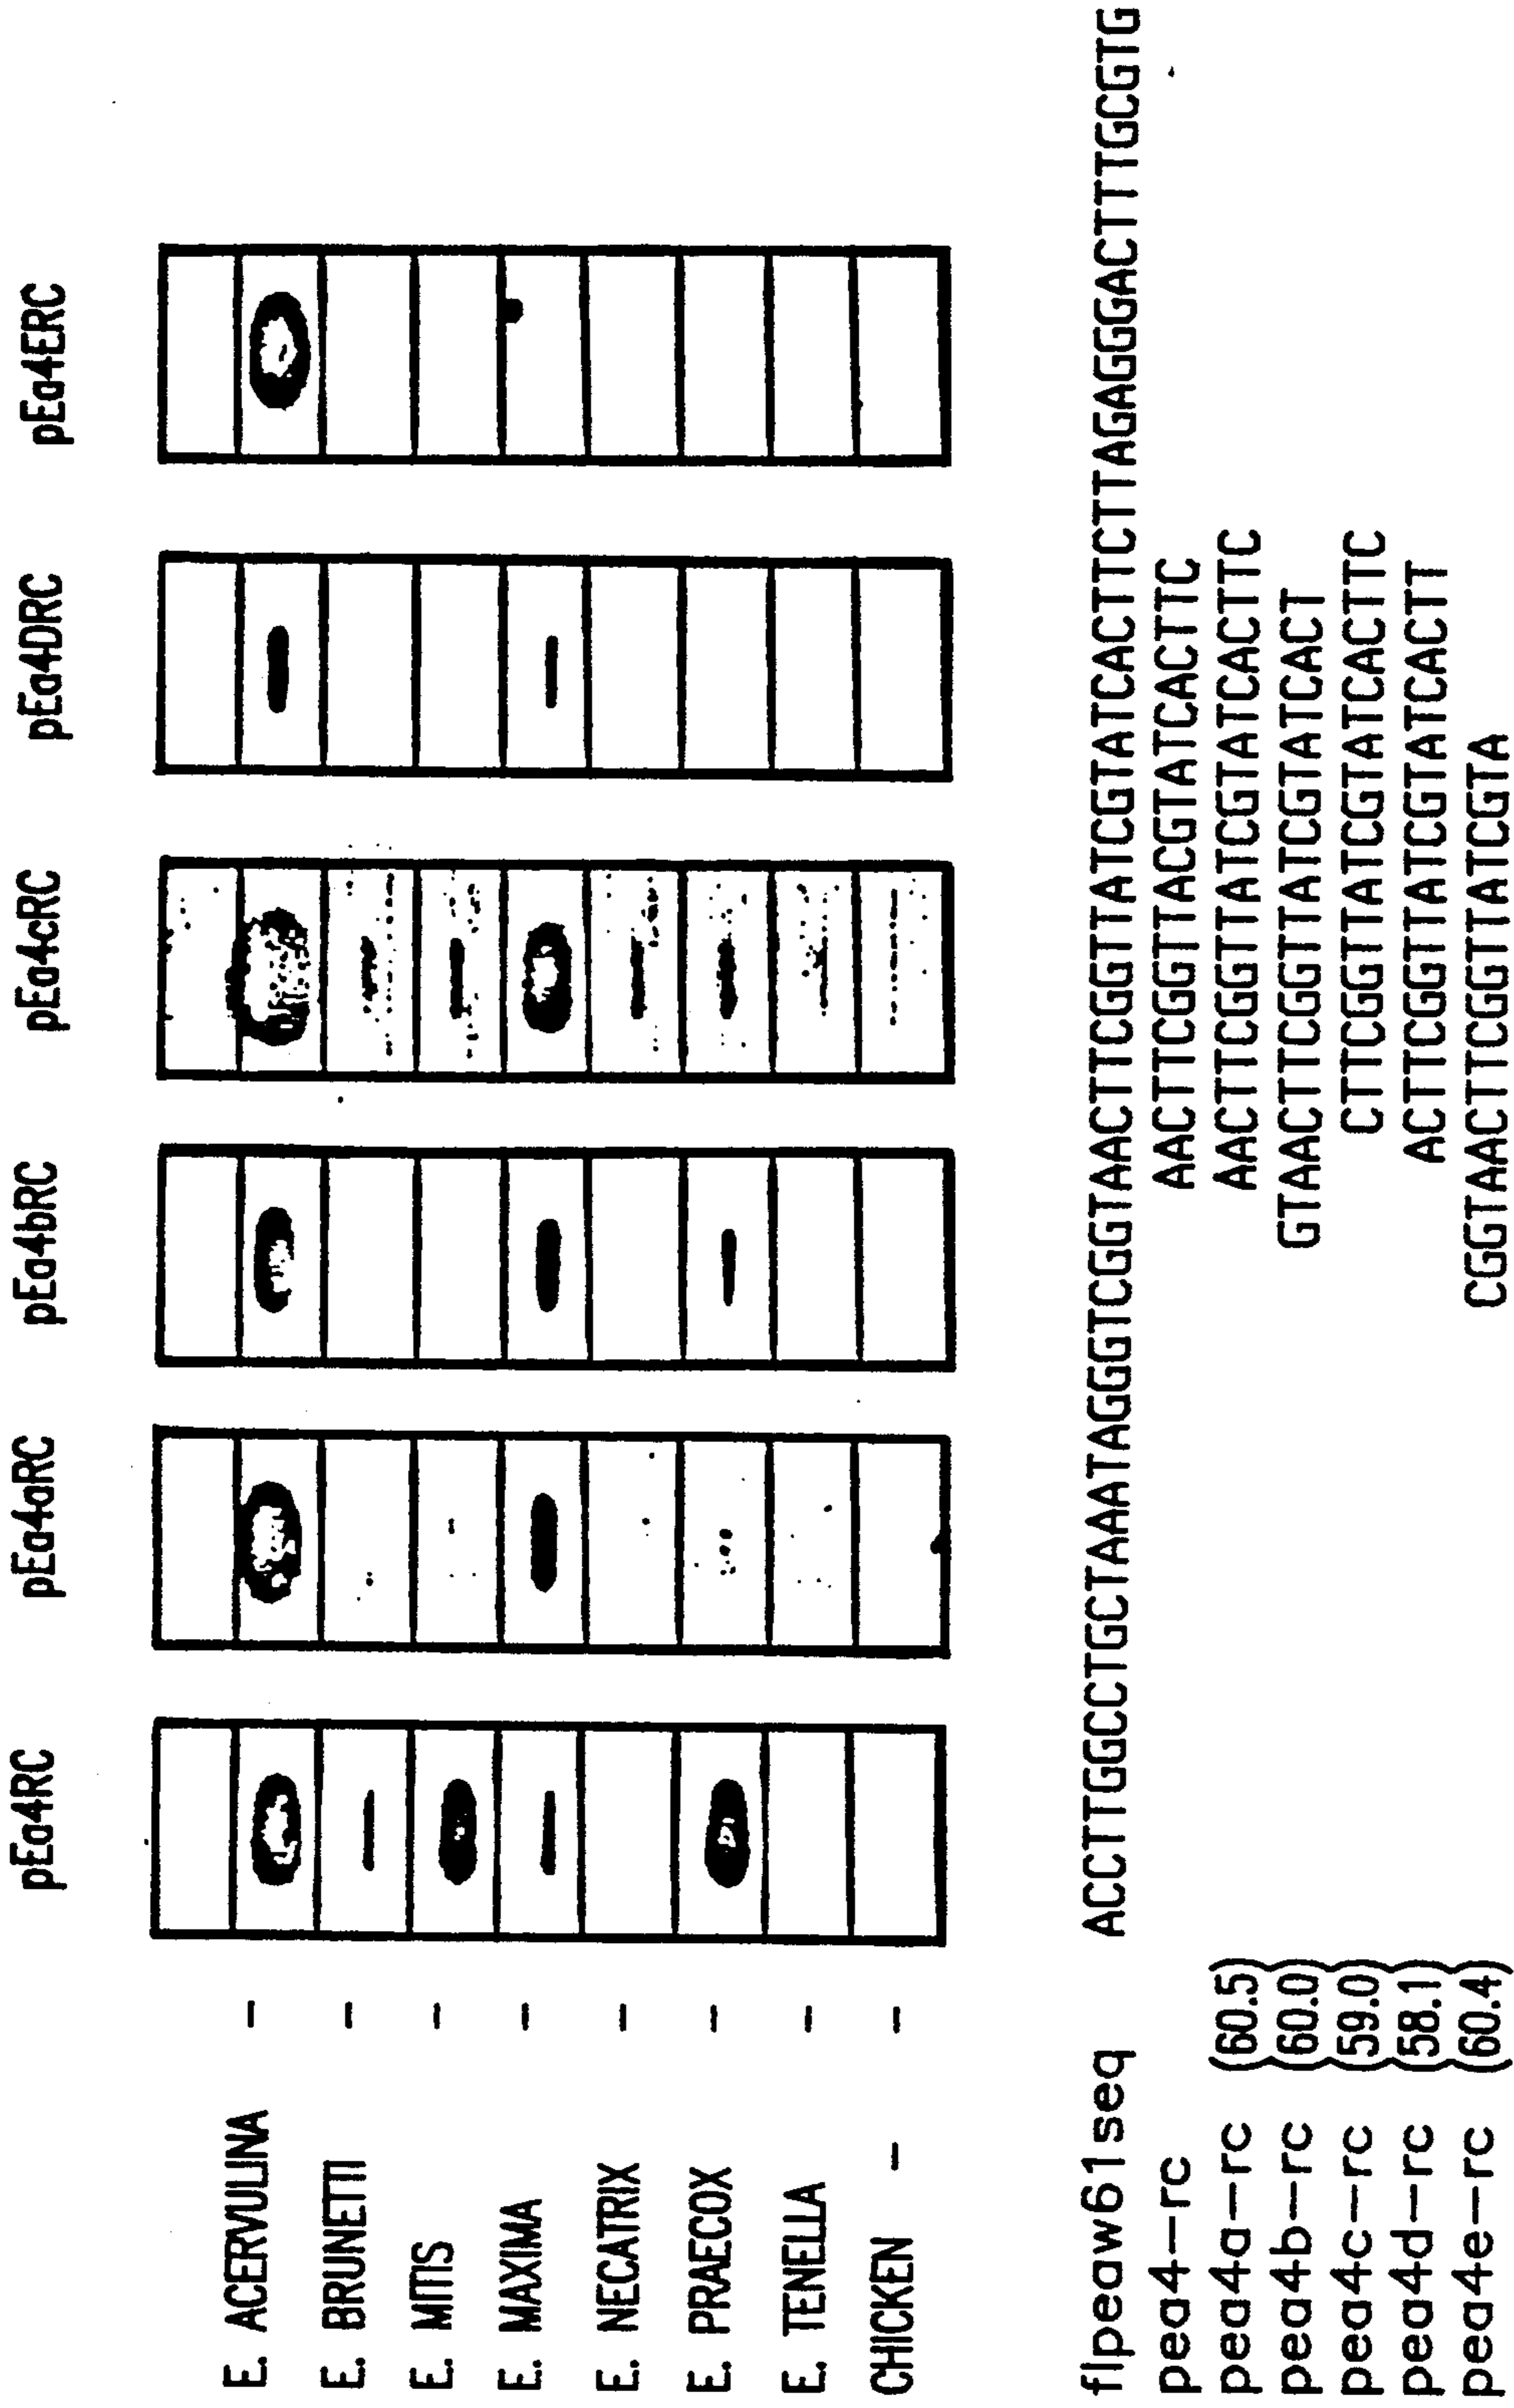 pEa4RC pEa4aRC pEa4bRC pEa4cRC pEa4DRC pEa4ERC
E. ACERVULINA –
E. BRUNETTI –
E. MITIS –
E. MAXIMA –
E. NECATRIX –
E. PRAECOX –
E. TENELLA –
CHICKEN – –
flpeaw61seq ACCTTGGCCTGCTAAATAGGGTCGGTAACTTCGGTTATCGTATCACTTCTTAGAGGGACTTTGCGTG
pea4-rc AACTTCGGTTACGTATCACTTC
pea4a-rc (60.5) AACTTCGGTTATCGTATCACTTC
pea4b-rc (60.0) GTAACTTCGGTTATCGTATCACT
pea4c-rc (59.0) CTTCGGTTATCGTATCACTTC
pea4d-rc (58.1) ACTTCGGTTATCGTATCACTT
pea4e-rc (60.4) CGGTAACTTCGGTTATCGTA